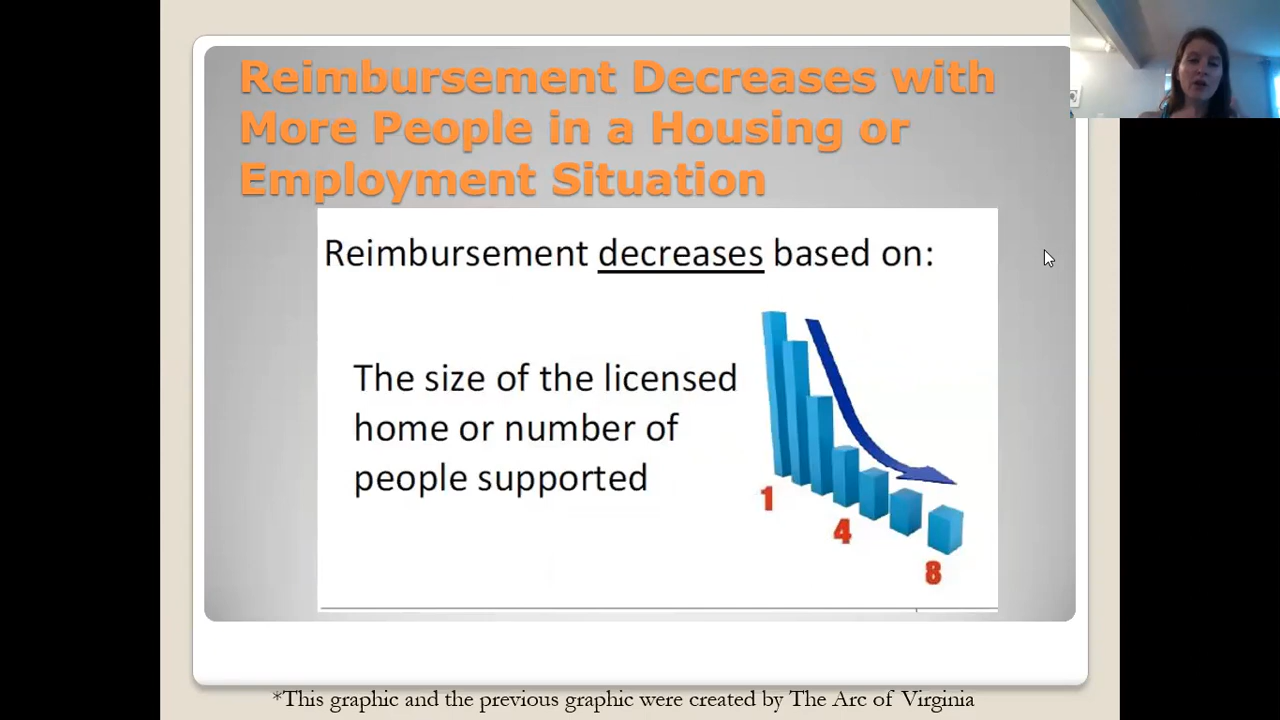 Reimbursement Decreases with
More People in a Housing or
Employment Situation
Reimbursement decreases based on:
The size of the licensed
home or number of
people supported
1
4
8
*This graphic and the previous graphic were created by The Arc of Virginia